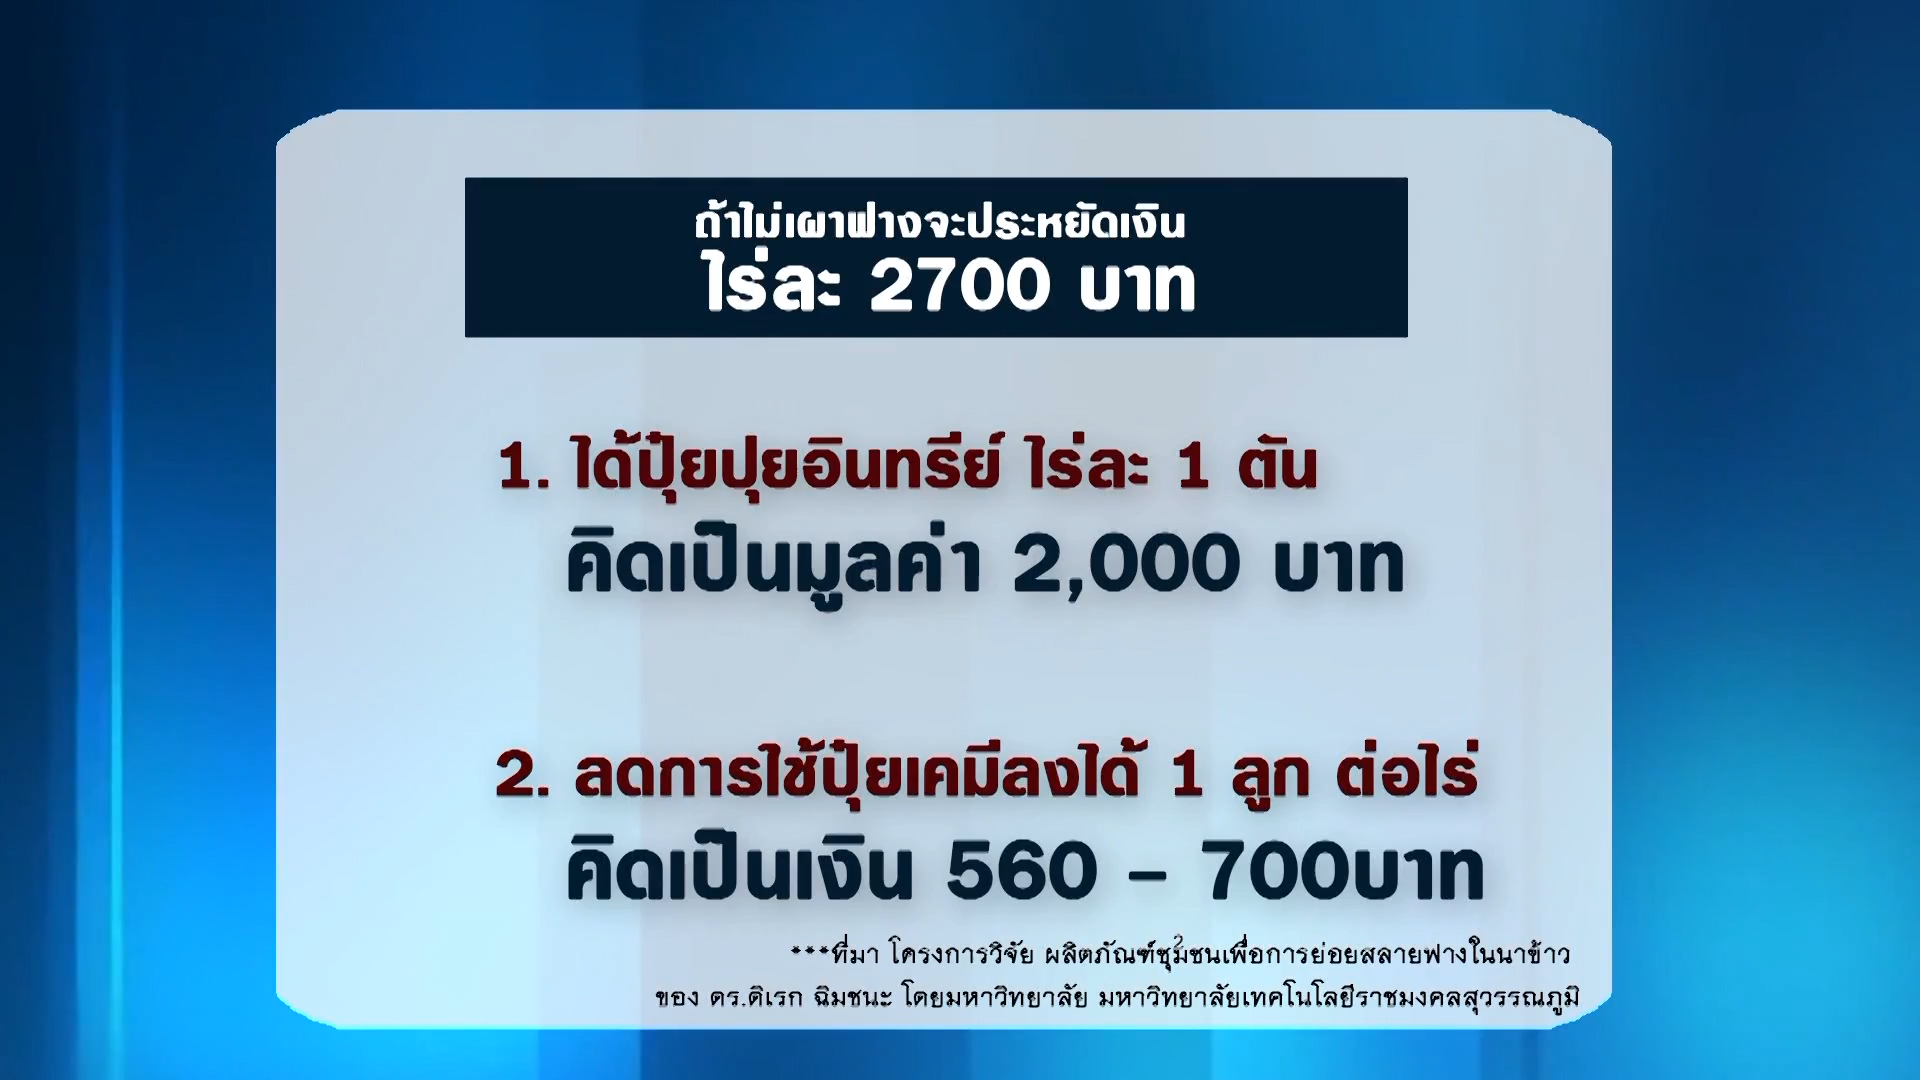 ถ้าไม่เผาฟางจะประหยัดเงิน
ไร่ละ 2700 บาท
1. ได้ปุ๋ยปุยอินทรีย์ ไร่ละ 1 ตัน
คิดเป็นมูลค่า 2,000 บาท
2. ลดการใช้ปุ๋ยเคมีลงได้ 1 ลูก ต่อไร่
คิดเป็นเงิน 560 – 700บาท
***ที่มา โครงการวิจัย ผลิตภัณฑ์ชุมชนเพื่อการย่อยสลายฟางในนาข้าว
ของ ดร.ดิเรก ฉิมชนะ โดยมหาวิทยาลัย มหาวิทยาลัยเทคโนโลยีราชมงคลสุวรรณภูมิ